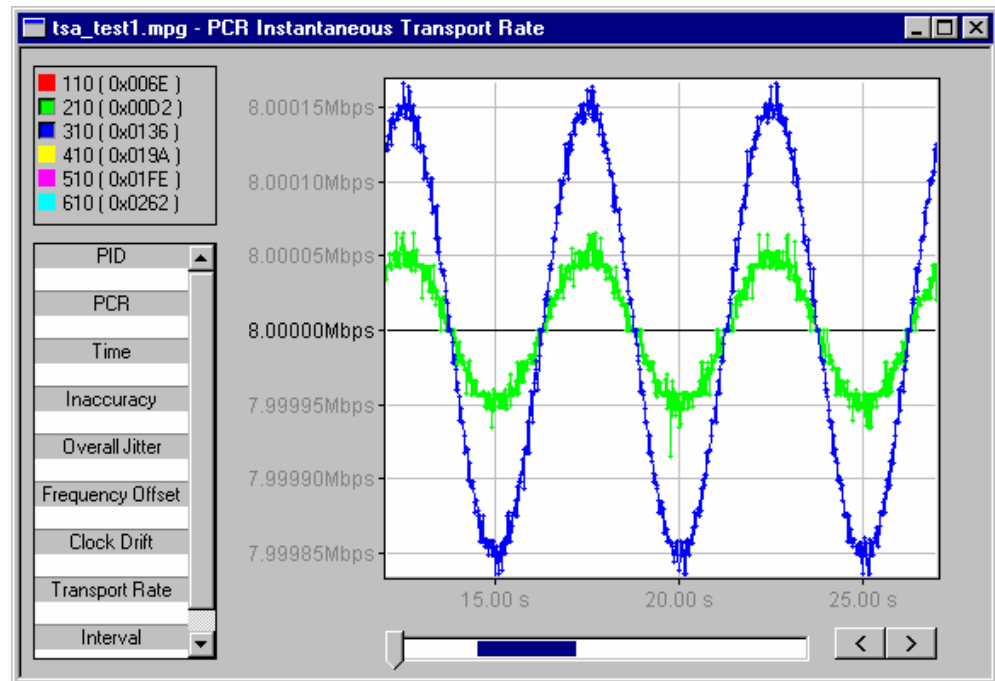 tsa_test1.mpg - PCR Instantaneous Transport Rate
110 ( 0x006E )
210 ( 0x00D2 )
310 ( 0x0136 )
410 ( 0x019A )
510 ( 0x01FE )
610 ( 0x0262 )
PID
PCR
Time
Inaccuracy
Overall Jitter
Frequency Offset
Clock Drift
Transport Rate
Interval
8.00015Mbps
8.00010Mbps
8.00005Mbps
8.00000Mbps
7.99995Mbps
7.99990Mbps
7.99985Mbps
15.00 s
20.00 s
25.00 s
< >